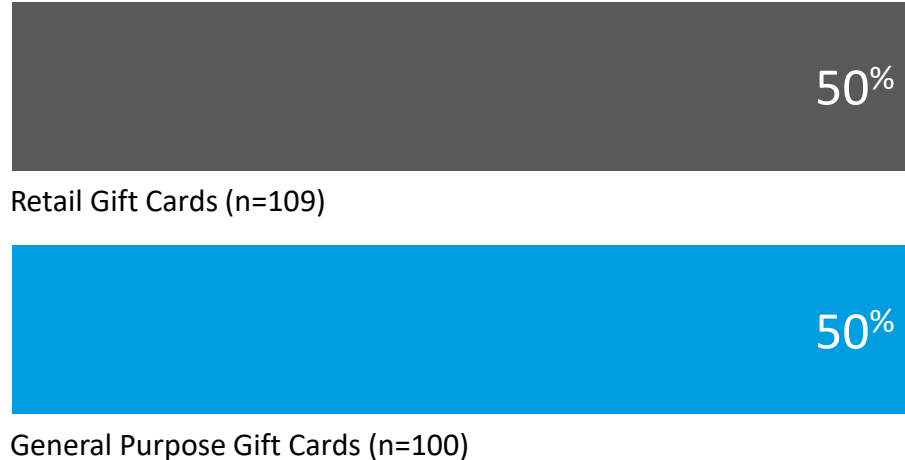 50%
Retail Gift Cards (n=109)
50%
General Purpose Gift Cards (n=100)